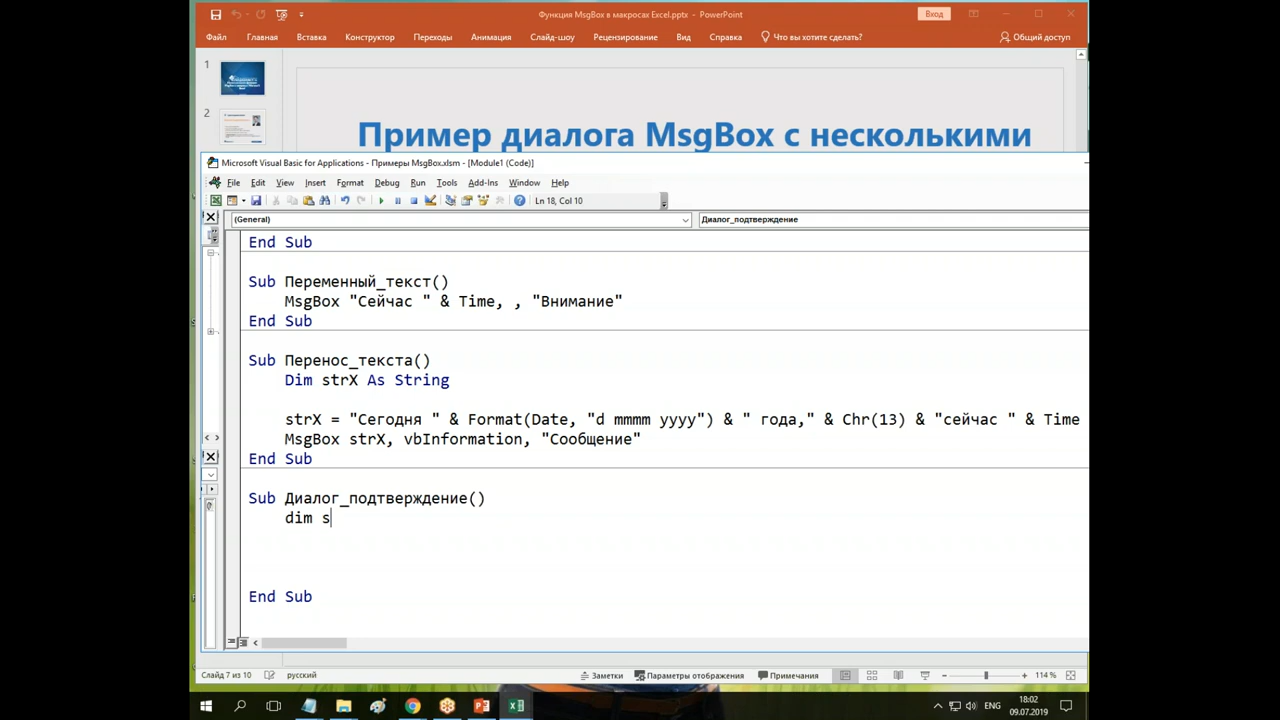 Функция MsgBox в макросах Excel.pptx - PowerPoint
Вход
Файл Главная Вставка Конструктор Переходы Анимация Слайд-шоу Рецензирование Вид Справка Что вы хотите сделать? Общий доступ
1
2
Пример диалога MsgBox с несколькими
Microsoft Visual Basic for Applications - Примеры MsgBox.xlsm - [Module1 (Code)]
File Edit View Insert Format Debug Run Tools Add-Ins Window Help
Ln 18, Col 10
(General) Диалог_подтверждение
End Sub
Sub Переменный_текст()
MsgBox "Сейчас " & Time, , "Внимание"
End Sub
Sub Перенос_текста()
Dim strX As String
strX = "Сегодня " & Format(Date, "d mmmm yyyy") & " года," & Chr(13) & "сейчас " & Time
MsgBox strX, vbInformation, "Сообщение"
End Sub
Sub Диалог_подтверждение()
dim s
End Sub
Слайд 7 из 10 русский Заметки Параметры отображения Примечания 114 %
ENG 18:02
09.07.2019